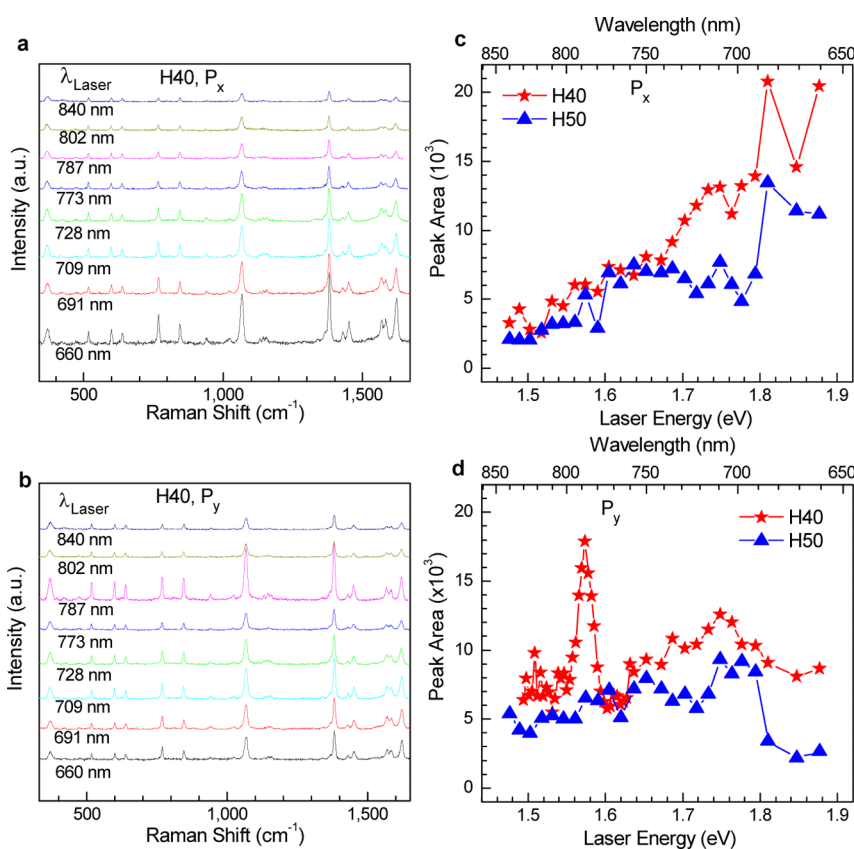 a
λLaser
H40, Px
840 nm
802 nm
787 nm
773 nm
728 nm
709 nm
691 nm
660 nm
Intensity (a.u.)
500 1,000 1,500
Raman Shift (cm-1)
c
Wavelength (nm)
850 800 750 700 650
Px
H40
H50
Peak Area (10³)
20
15
10
5
0
1.5 1.6 1.7 1.8 1.9
Laser Energy (eV)
b
λLaser
H40, Py
840 nm
802 nm
787 nm
773 nm
728 nm
709 nm
691 nm
660 nm
Intensity (a.u.)
500 1,000 1,500
Raman Shift (cm-1)
d
Wavelength (nm)
850 800 750 700 650
Py
H40
H50
Peak Area (x10³)
20
15
10
5
0
1.5 1.6 1.7 1.8 1.9
Laser Energy (eV)